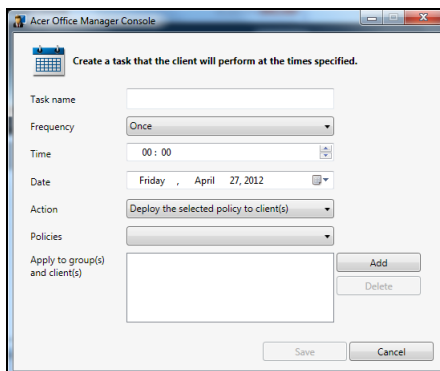 Acer Office Manager Console
Create a task that the client will perform at the times specified.
Task name
Frequency Once
Time 00 : 00
Date Friday , April 27, 2012
Action Deploy the selected policy to client(s)
Policies
Apply to group(s) Add
and client(s) Delete
Save Cancel